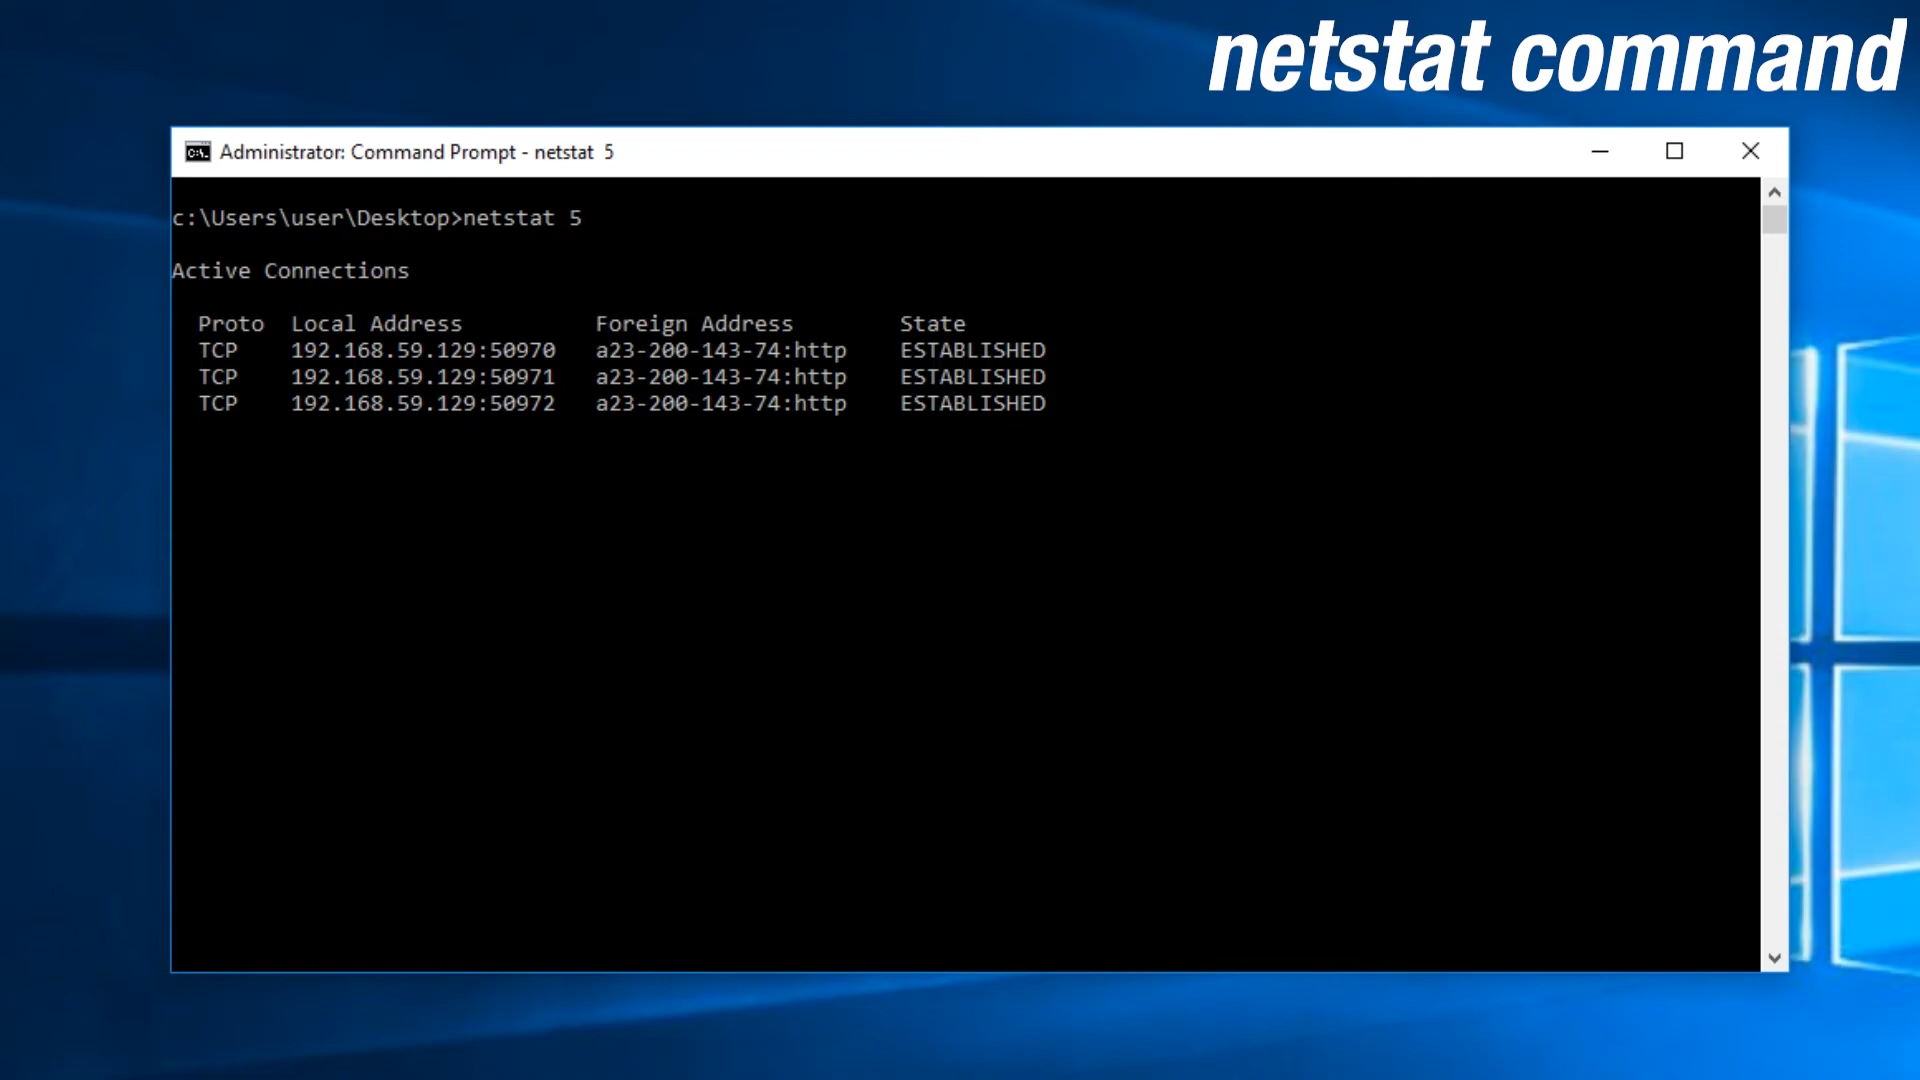 netstat command
Administrator: Command Prompt - netstat  5
c:\Users\user\Desktop>netstat 5
Active Connections
Proto  Local Address          Foreign Address        State
TCP    192.168.59.129:50970   a23-200-143-74:http    ESTABLISHED
TCP    192.168.59.129:50971   a23-200-143-74:http    ESTABLISHED
TCP    192.168.59.129:50972   a23-200-143-74:http    ESTABLISHED